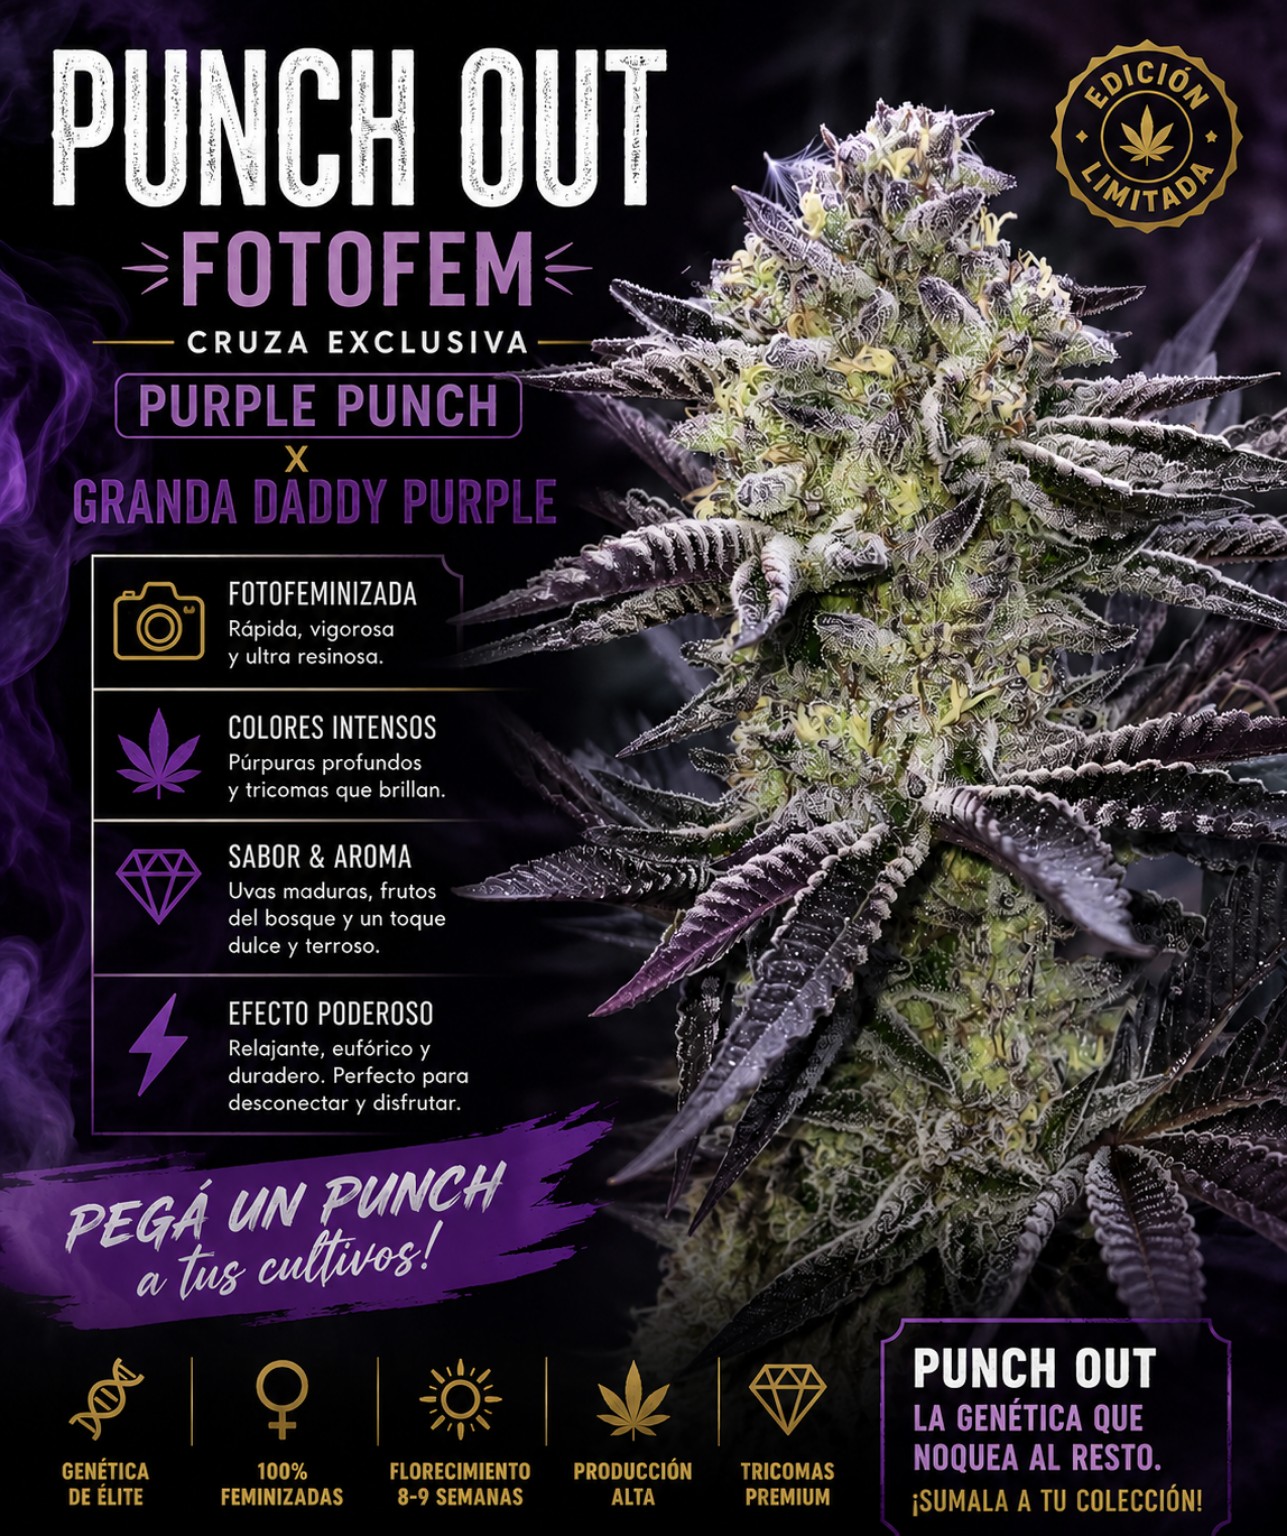 PUNCH OUT
EDICIÓN
LIMITADA
FOTOFEM
CRUZA EXCLUSIVA
PURPLE PUNCH
X
GRANDA DADDY PURPLE
FOTOFEMINIZADA
Rápida, vigorosa
y ultra resinosa.
COLORES INTENSOS
Púrpuras profundos
y tricomas que brillan.
SABOR & AROMA
Uvas maduras, frutos
del bosque y un toque
dulce y terroso.
EFECTO PODEROSO
Relajante, eufórico y
duradero. Perfecto para
desconectar y disfrutar.
PEGÁ UN PUNCH
a tus cultivos!
GENÉTICA
DE ÉLITE
100%
FEMINIZADAS
FLORECIMIENTO
8-9 SEMANAS
PRODUCCIÓN
ALTA
TRICOMAS
PREMIUM
PUNCH OUT
LA GENÉTICA QUE
NOQUEA AL RESTO.
¡SUMALA A TU COLECCIÓN!